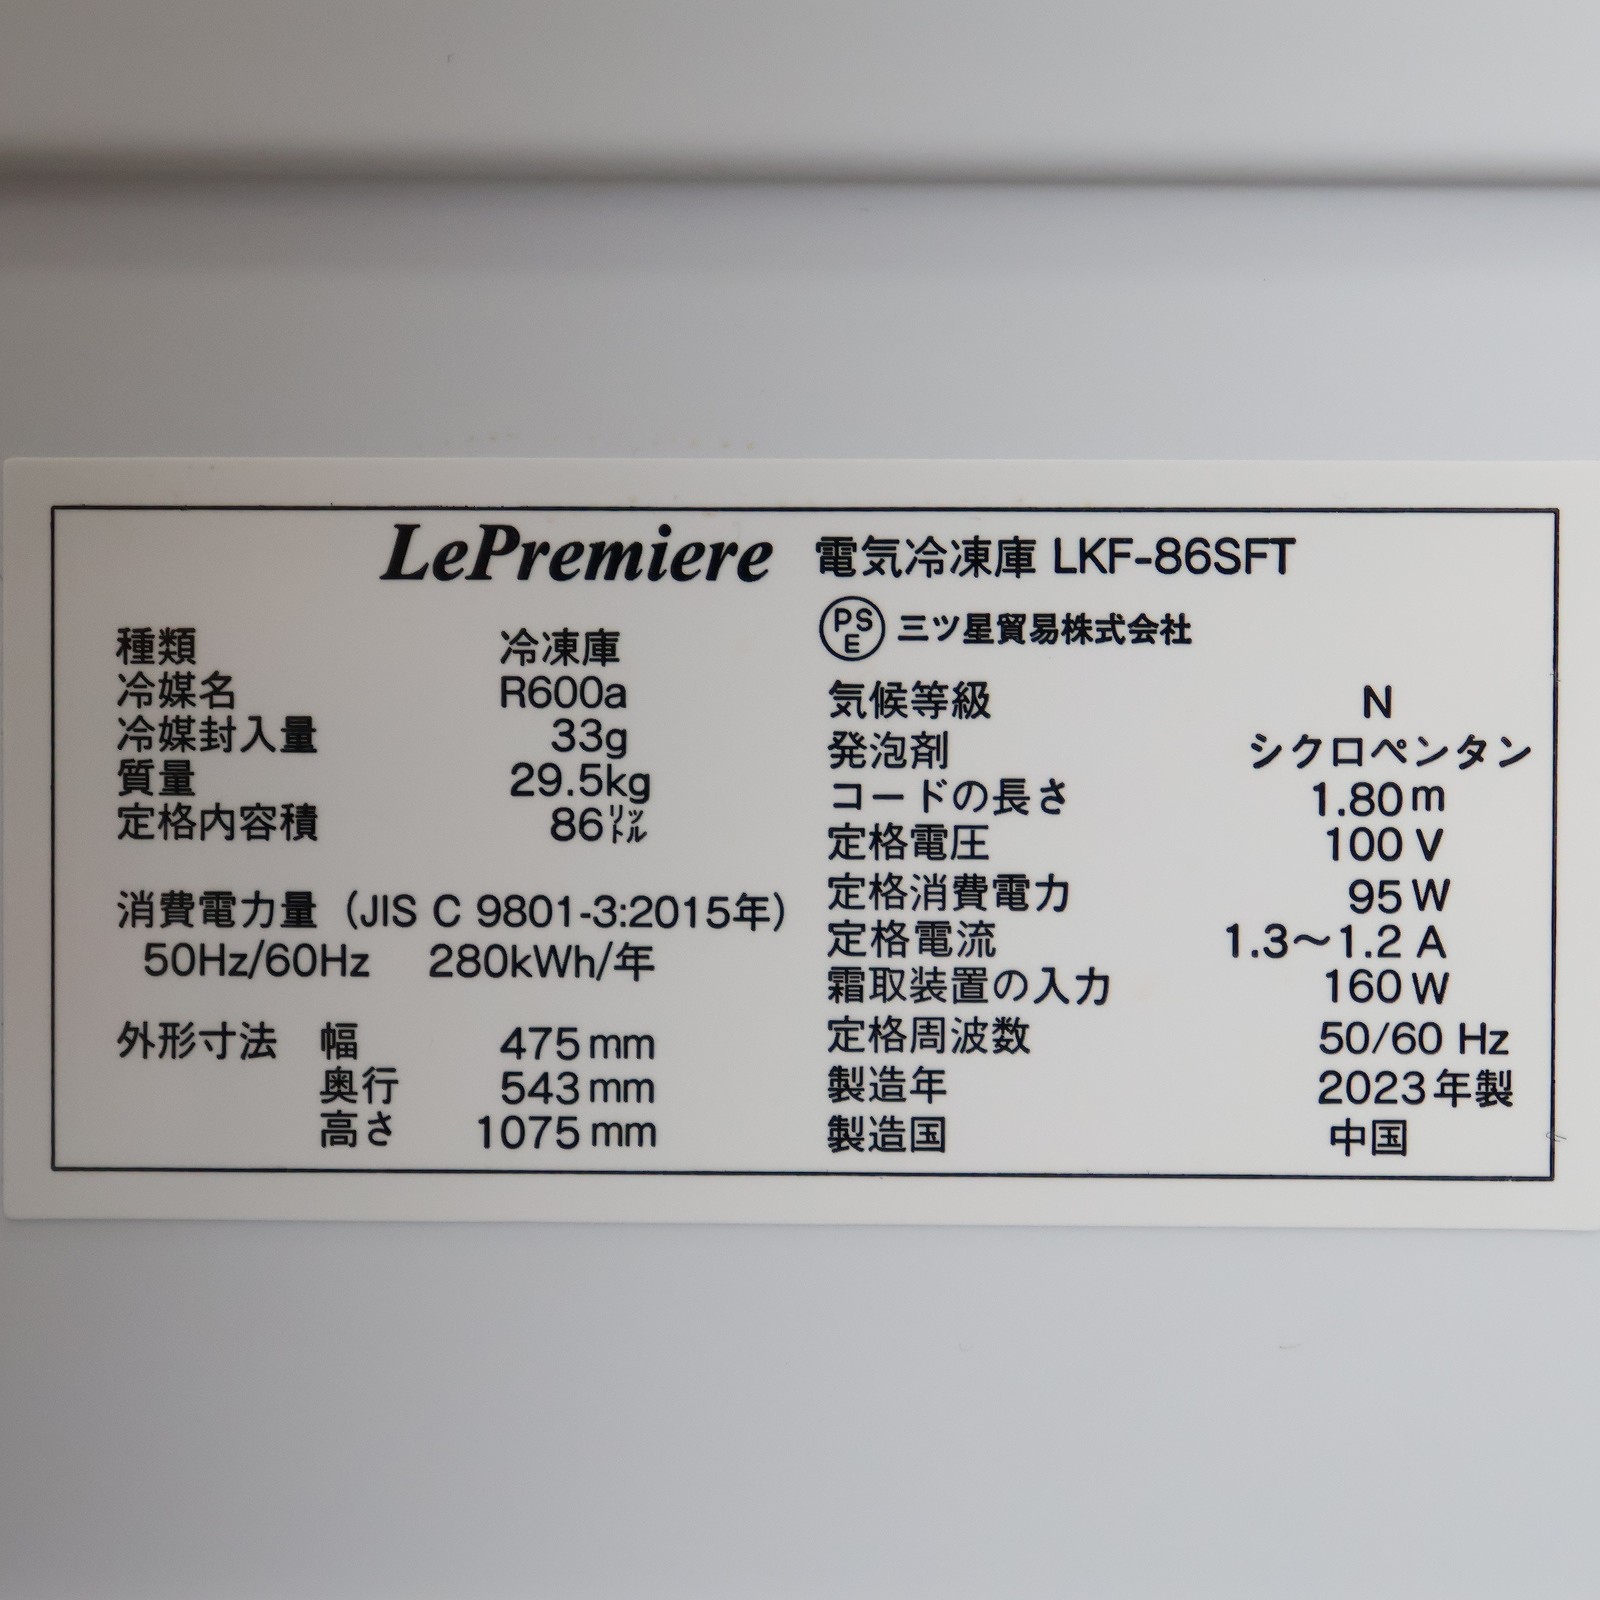 LePremiere 電気冷凍庫 LKF-86SFT
PSE 三ツ星貿易株式会社
種類 冷凍庫
冷媒名 R600a
冷媒封入量 33g
質量 29.5kg
定格内容積 86リットル
消費電力量（JIS C 9801-3:2015年）
50Hz/60Hz 280kWh/年
外形寸法 幅 475mm
奥行 543mm
高さ 1075mm
気候等級 N
発泡剤 シクロペンタン
コードの長さ 1.80m
定格電圧 100V
定格消費電力 95W
定格電流 1.3～1.2A
霜取装置の入力 160W
定格周波数 50/60 Hz
製造年 2023年製
製造国 中国